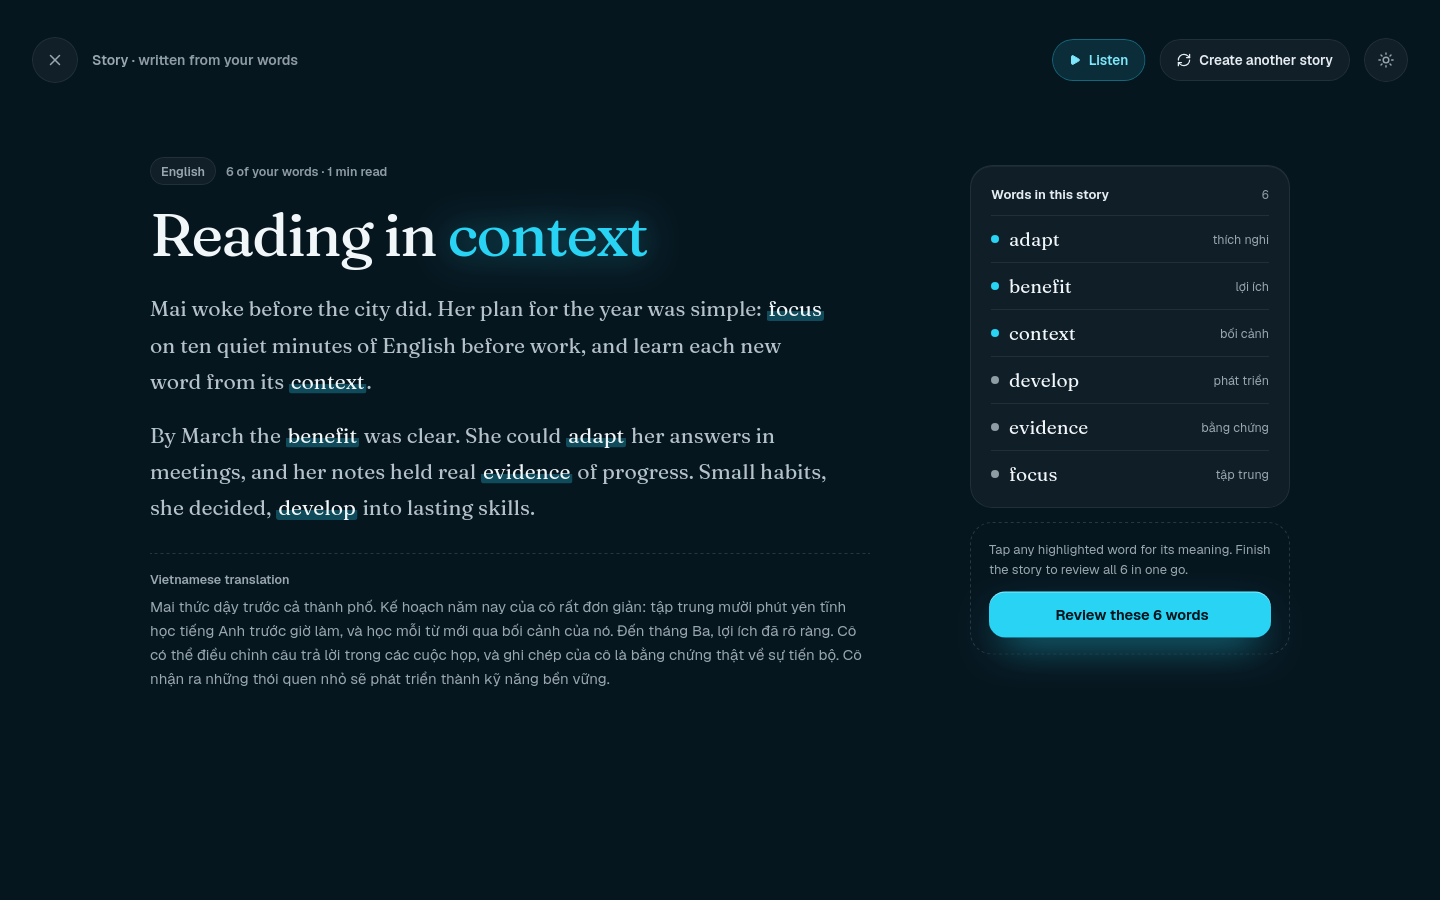 Story · written from your words
Listen
Create another story
English
6 of your words · 1 min read
Reading in context
Mai woke before the city did. Her plan for the year was simple: focus
on ten quiet minutes of English before work, and learn each new
word from its context.
By March the benefit was clear. She could adapt her answers in
meetings, and her notes held real evidence of progress. Small habits,
she decided, develop into lasting skills.
Vietnamese translation
Mai thức dậy trước cả thành phố. Kế hoạch năm nay của cô rất đơn giản: tập trung mười phút yên tĩnh
học tiếng Anh trước giờ làm, và học mỗi từ mới qua bối cảnh của nó. Đến tháng Ba, lợi ích đã rõ ràng. Cô
có thể điều chỉnh câu trả lời trong các cuộc họp, và ghi chép của cô là bằng chứng thật về sự tiến bộ. Cô
nhận ra những thói quen nhỏ sẽ phát triển thành kỹ năng bền vững.
Words in this story 6
adapt thích nghi
benefit lợi ích
context bối cảnh
develop phát triển
evidence bằng chứng
focus tập trung
Tap any highlighted word for its meaning. Finish
the story to review all 6 in one go.
Review these 6 words